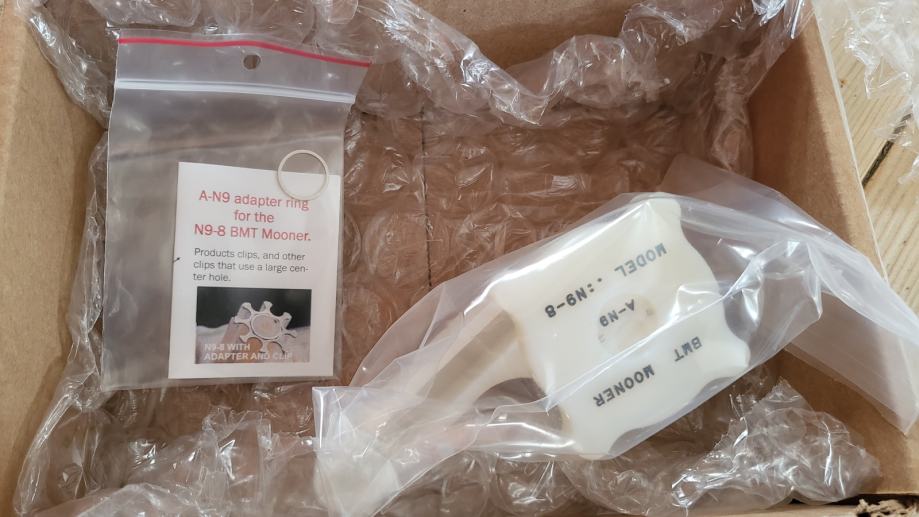 A-N9 adapter ring
for the
N9-8 BMT Mooner.
Products clips, and other
clips that use a large cen-
ter hole.
N9-8 WITH
ADAPTER AND CLIP
MODEL .:N9-8
A-N9
BMT MOONER